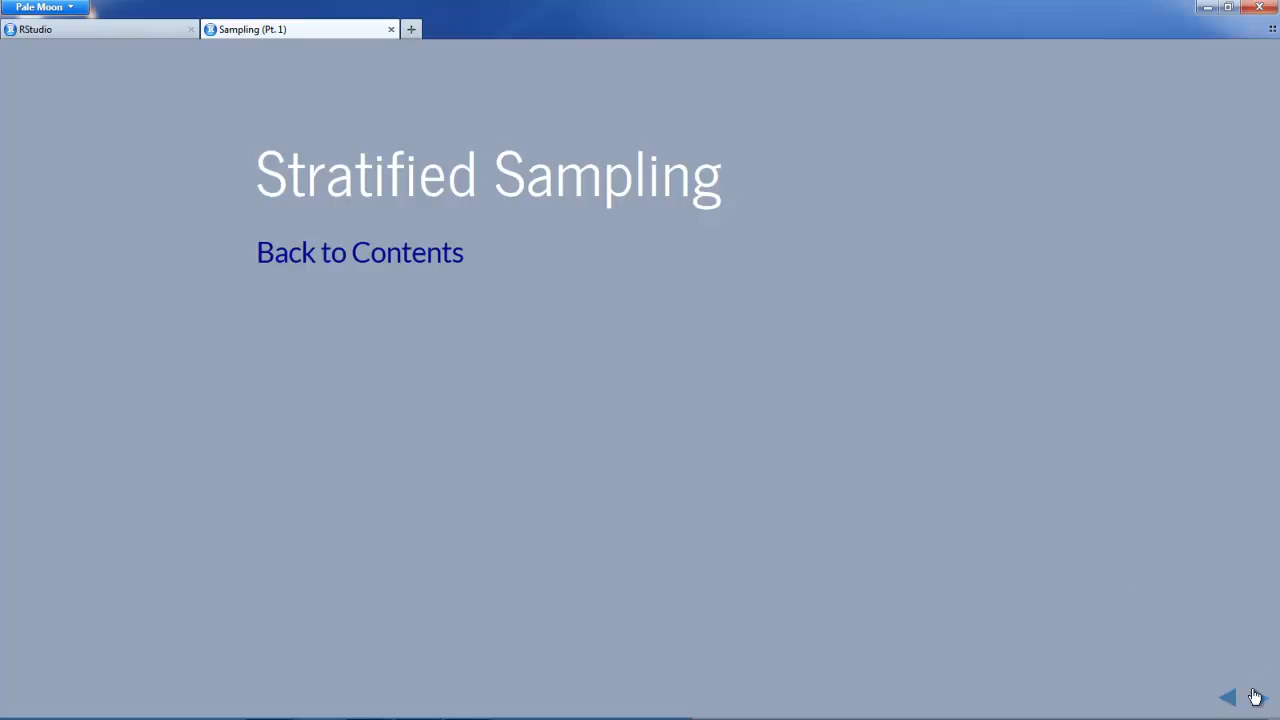 Pale Moon
RStudio
Sampling (Pt. 1)
Stratified Sampling
Back to Contents